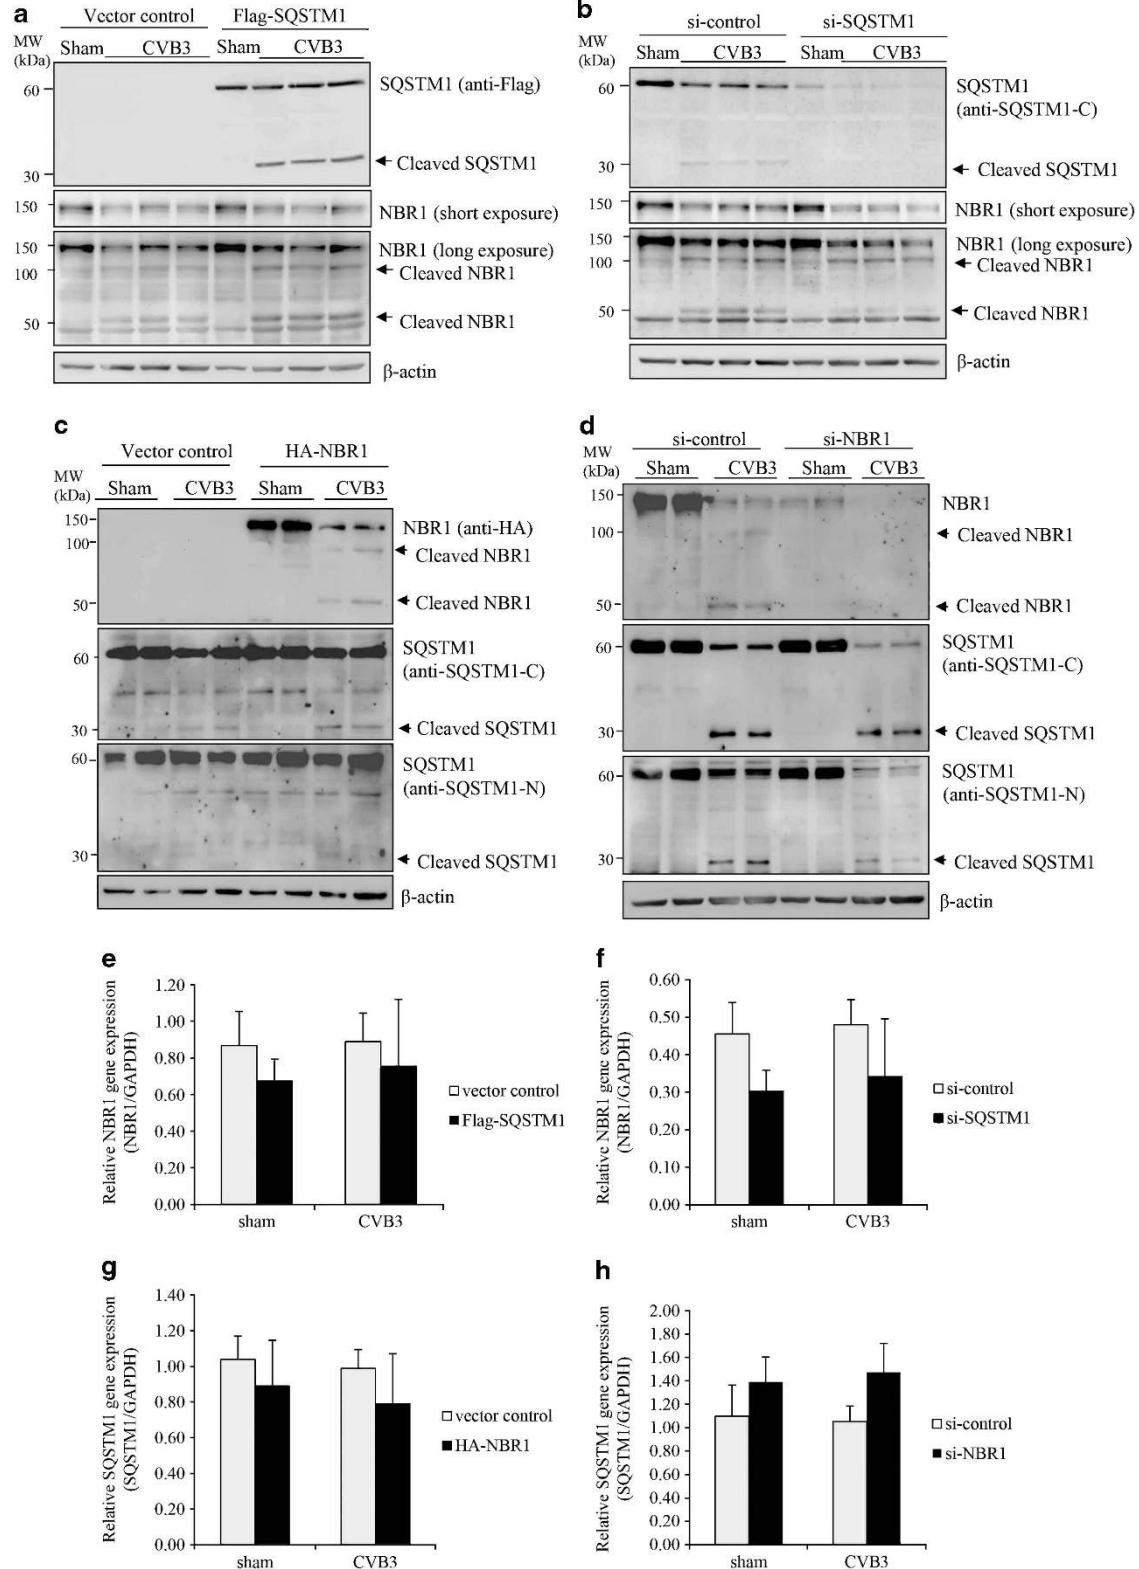 a
Vector control Flag-SQSTM1
MW
(kDa)
Sham CVB3 Sham CVB3
60
SQSTM1 (anti-Flag)
Cleaved SQSTM1
30
150
NBR1 (short exposure)
150
NBR1 (long exposure)
100
Cleaved NBR1
50
Cleaved NBR1
β-actin
b
si-control si-SQSTM1
MW
(kDa)
Sham CVB3 Sham CVB3
60
SQSTM1
(anti-SQSTM1-C)
30
Cleaved SQSTM1
150
NBR1 (short exposure)
150
NBR1 (long exposure)
100
Cleaved NBR1
50
Cleaved NBR1
β-actin
c
Vector control HA-NBR1
MW
(kDa)
Sham CVB3 Sham CVB3
150
NBR1 (anti-HA)
100
Cleaved NBR1
50
Cleaved NBR1
60
SQSTM1
(anti-SQSTM1-C)
30
Cleaved SQSTM1
60
SQSTM1
(anti-SQSTM1-N)
30
Cleaved SQSTM1
β-actin
d
si-control si-NBR1
MW
(kDa)
Sham CVB3 Sham CVB3
150
NBR1
100
Cleaved NBR1
50
Cleaved NBR1
60
SQSTM1
(anti-SQSTM1-C)
30
Cleaved SQSTM1
60
SQSTM1
(anti-SQSTM1-N)
30
Cleaved SQSTM1
β-actin
e
Relative NBR1 gene expression
(NBR1/GAPDH)
1.20
1.00
0.80
0.60
0.40
0.20
0.00
sham CVB3
vector control
Flag-SQSTM1
f
Relative NBR1 gene expression
(NBR1/GAPDH)
0.60
0.50
0.40
0.30
0.20
0.10
0.00
sham CVB3
si-control
si-SQSTM1
g
Relative SQSTM1 gene expression
(SQSTM1/GAPDH)
1.40
1.20
1.00
0.80
0.60
0.40
0.20
0.00
sham CVB3
vector control
HA-NBR1
h
Relative SQSTM1 gene expression
(SQSTM1/GAPDH)
2.00
1.80
1.60
1.40
1.20
1.00
0.80
0.60
0.40
0.20
0.00
sham CVB3
si-control
si-NBR1